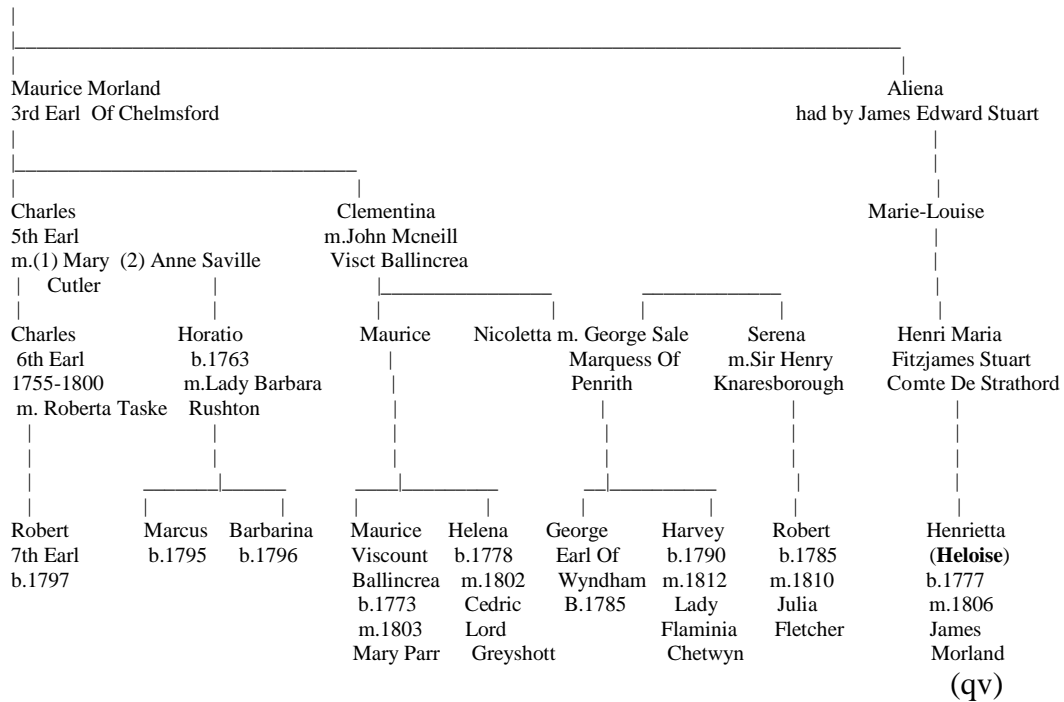 Maurice Morland Aliena
3rd Earl Of Chelmsford had by James Edward Stuart
Charles Clementina Marie-Louise
5th Earl m.John Mcneill
m.(1) Mary (2) Anne Saville Visct Ballincrea
Cutler
Charles Horatio Maurice Nicoletta m. George Sale Serena Henri Maria
6th Earl b.1763 Marquess Of m.Sir Henry Fitzjames Stuart
1755-1800 m.Lady Barbara Penrith Knaresborough Comte De Strathord
m. Roberta Taske Rushton
Robert Marcus Barbarina Maurice Helena George Harvey Robert Henrietta
7th Earl b.1795 b.1796 Viscount b.1778 Earl Of b.1790 b.1785 (Heloise)
b.1797 Ballincrea m.1802 Wyndham m.1812 m.1810 b.1777
b.1773 Cedric B.1785 Lady Julia m.1806
m.1803 Lord Flaminia Fletcher James
Mary Parr Greyshott Chetwyn Morland
(qv)